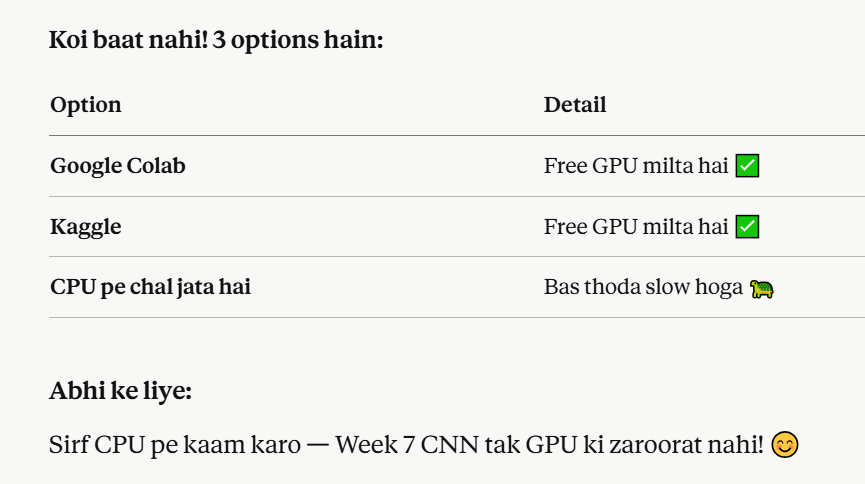 Koi baat nahi! 3 options hain:
Option Detail
Google Colab Free GPU milta hai ✅
Kaggle Free GPU milta hai ✅
CPU pe chal jata hai Bas thoda slow hoga 🐢
Abhi ke liye:
Sirf CPU pe kaam karo — Week 7 CNN tak GPU ki zaroorat nahi! 😊